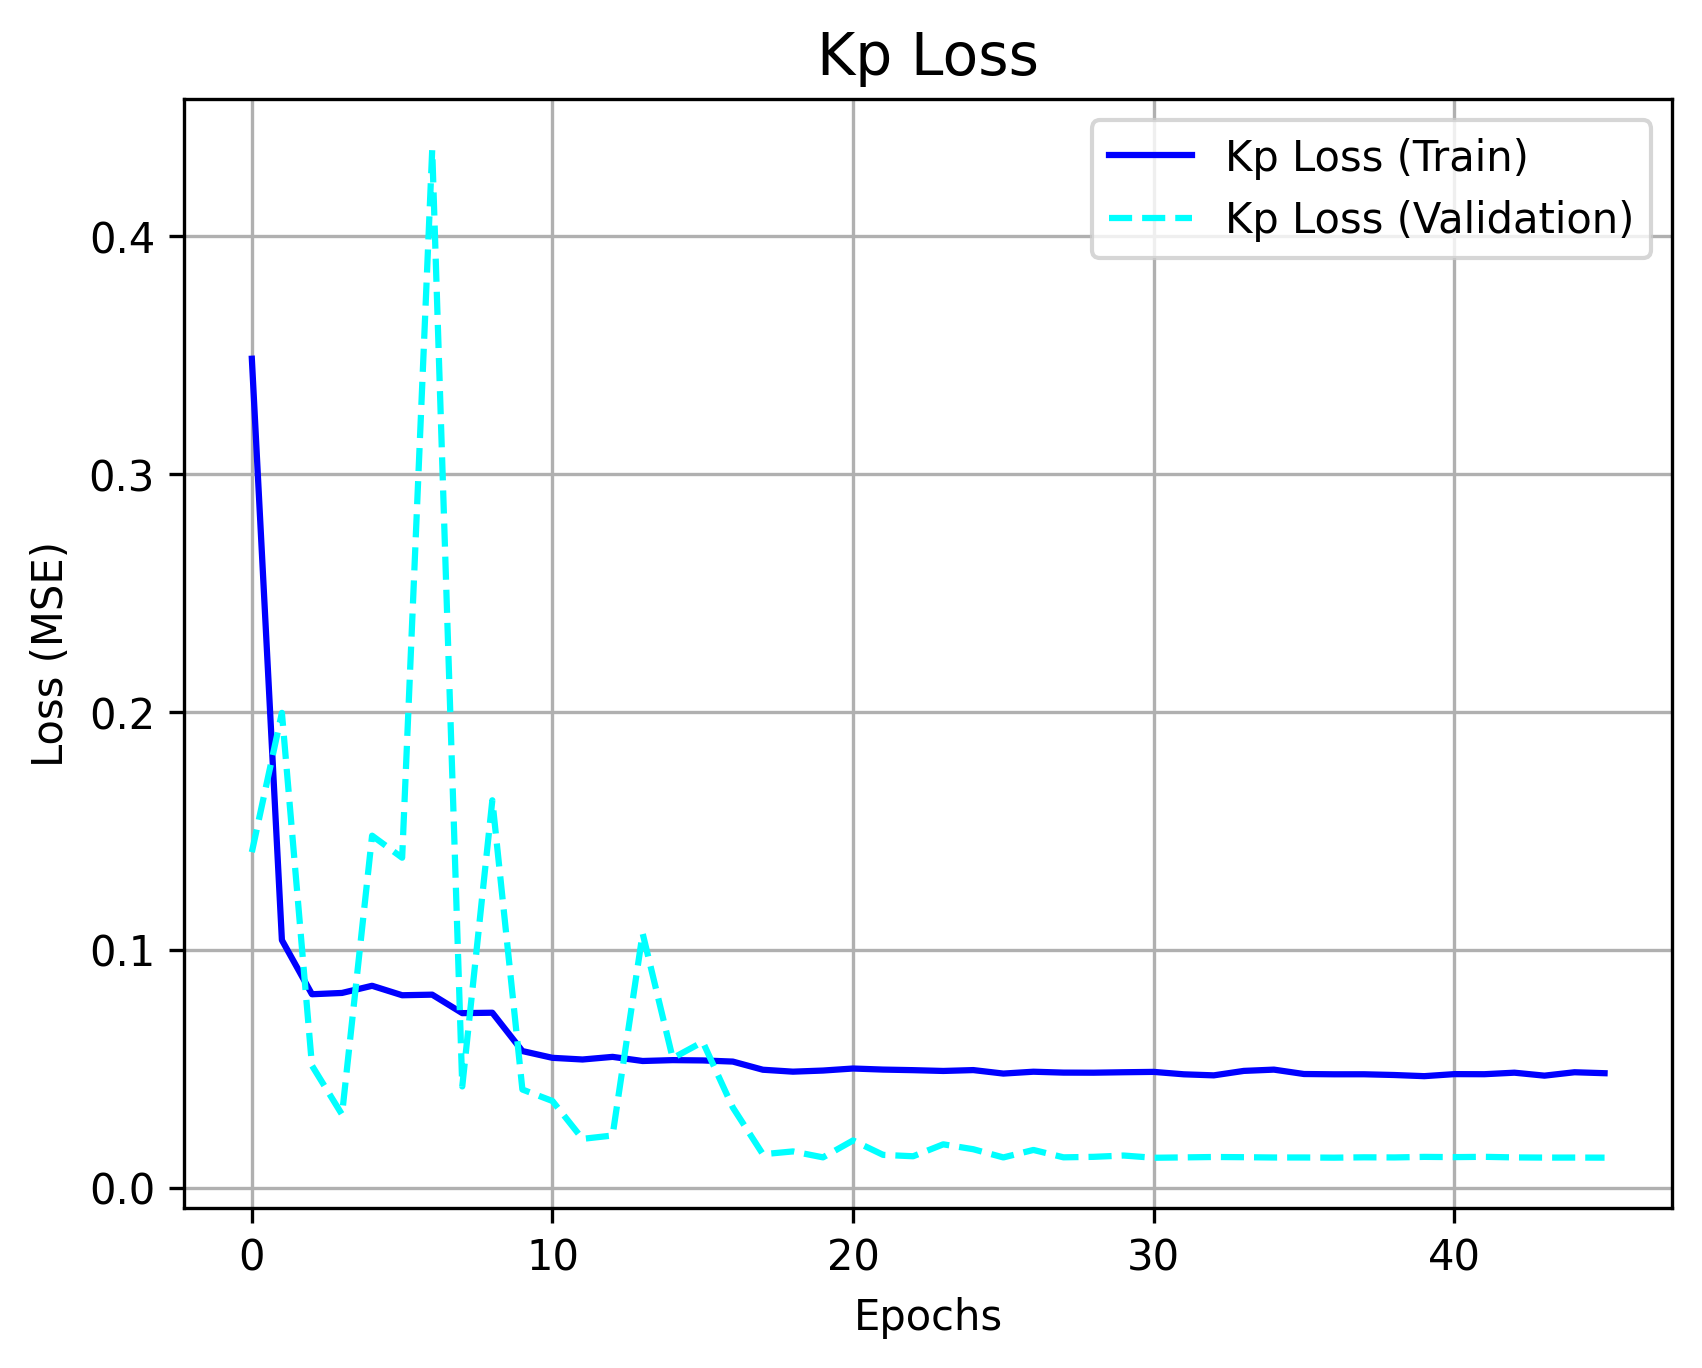 Kp Loss
Kp Loss (Train)
Kp Loss (Validation)
Loss (MSE)
0.4
0.3
0.2
0.1
0.0
0 10 20 30 40
Epochs